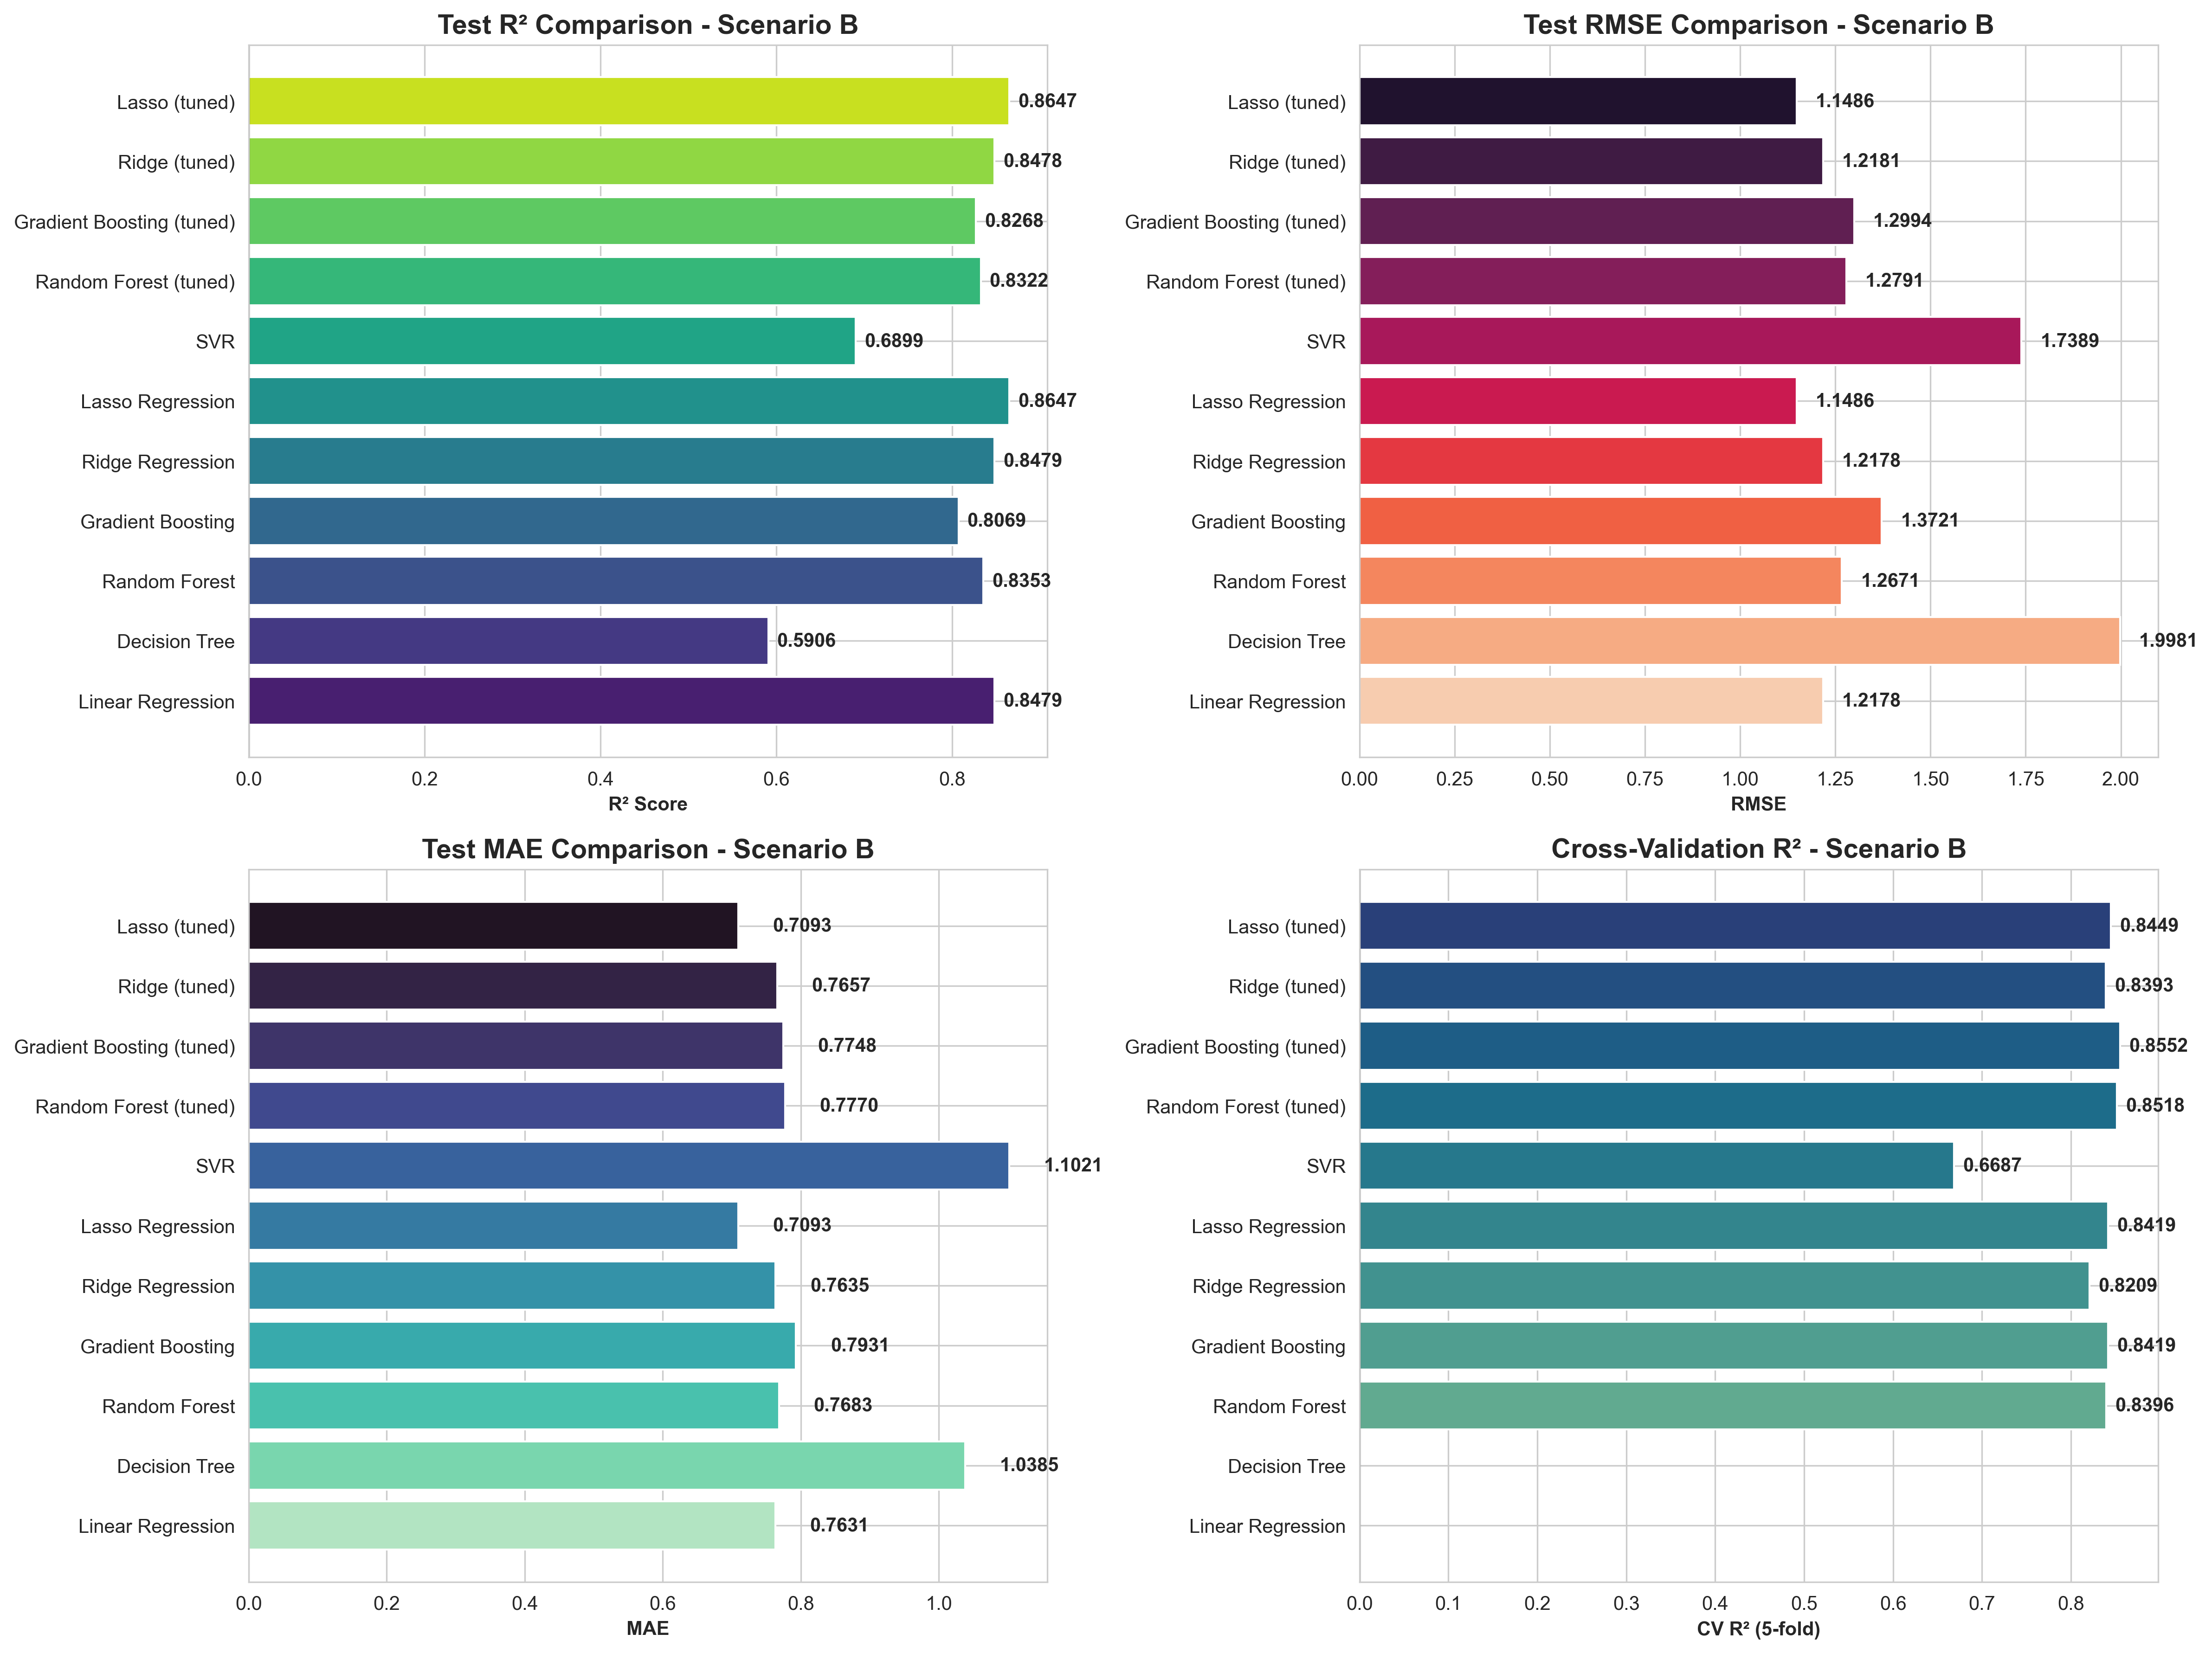 Test R² Comparison - Scenario B
Lasso (tuned) 0.8647
Ridge (tuned) 0.8478
Gradient Boosting (tuned) 0.8268
Random Forest (tuned) 0.8322
SVR 0.6899
Lasso Regression 0.8647
Ridge Regression 0.8479
Gradient Boosting 0.8069
Random Forest 0.8353
Decision Tree 0.5906
Linear Regression 0.8479
0.0 0.2 0.4 0.6 0.8
R² Score
Test RMSE Comparison - Scenario B
Lasso (tuned) 1.1486
Ridge (tuned) 1.2181
Gradient Boosting (tuned) 1.2994
Random Forest (tuned) 1.2791
SVR 1.7389
Lasso Regression 1.1486
Ridge Regression 1.2178
Gradient Boosting 1.3721
Random Forest 1.2671
Decision Tree 1.9981
Linear Regression 1.2178
0.00 0.25 0.50 0.75 1.00 1.25 1.50 1.75 2.00
RMSE
Test MAE Comparison - Scenario B
Lasso (tuned) 0.7093
Ridge (tuned) 0.7657
Gradient Boosting (tuned) 0.7748
Random Forest (tuned) 0.7770
SVR 1.1021
Lasso Regression 0.7093
Ridge Regression 0.7635
Gradient Boosting 0.7931
Random Forest 0.7683
Decision Tree 1.0385
Linear Regression 0.7631
0.0 0.2 0.4 0.6 0.8 1.0
MAE
Cross-Validation R² - Scenario B
Lasso (tuned) 0.8449
Ridge (tuned) 0.8393
Gradient Boosting (tuned) 0.8552
Random Forest (tuned) 0.8518
SVR 0.6687
Lasso Regression 0.8419
Ridge Regression 0.8209
Gradient Boosting 0.8419
Random Forest 0.8396
Decision Tree
Linear Regression
0.0 0.1 0.2 0.3 0.4 0.5 0.6 0.7 0.8
CV R² (5-fold)